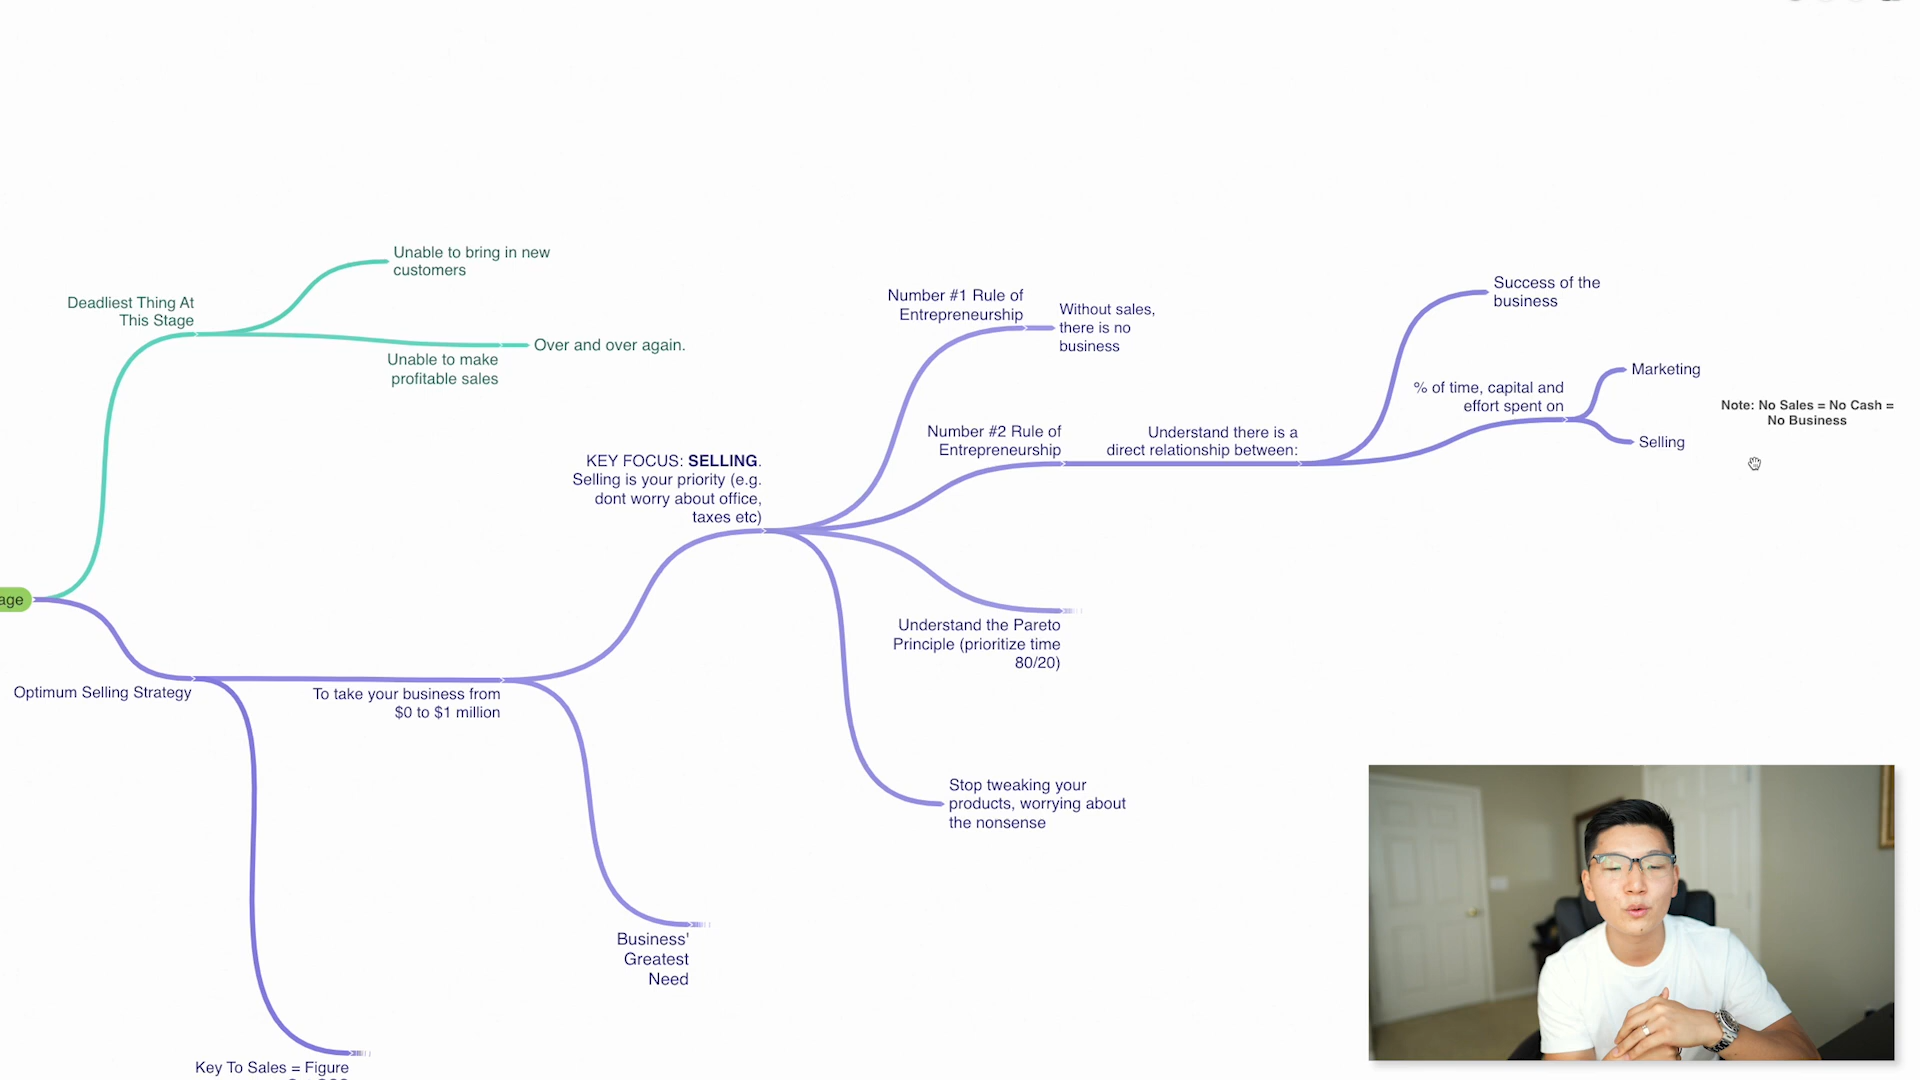 Unable to bring in new
customers
Deadliest Thing At
This Stage
Unable to make
profitable sales
Over and over again.
age
Optimum Selling Strategy
To take your business from
$0 to $1 million
KEY FOCUS: SELLING.
Selling is your priority (e.g.
dont worry about office,
taxes etc)
Number #1 Rule of
Entrepreneurship
Without sales,
there is no
business
Number #2 Rule of
Entrepreneurship
Understand there is a
direct relationship between:
Success of the
business
% of time, capital and
effort spent on
Marketing
Selling
Note: No Sales = No Cash =
No Business
Understand the Pareto
Principle (prioritize time
80/20)
Stop tweaking your
products, worrying about
the nonsense
Business'
Greatest
Need
Key To Sales = Figure